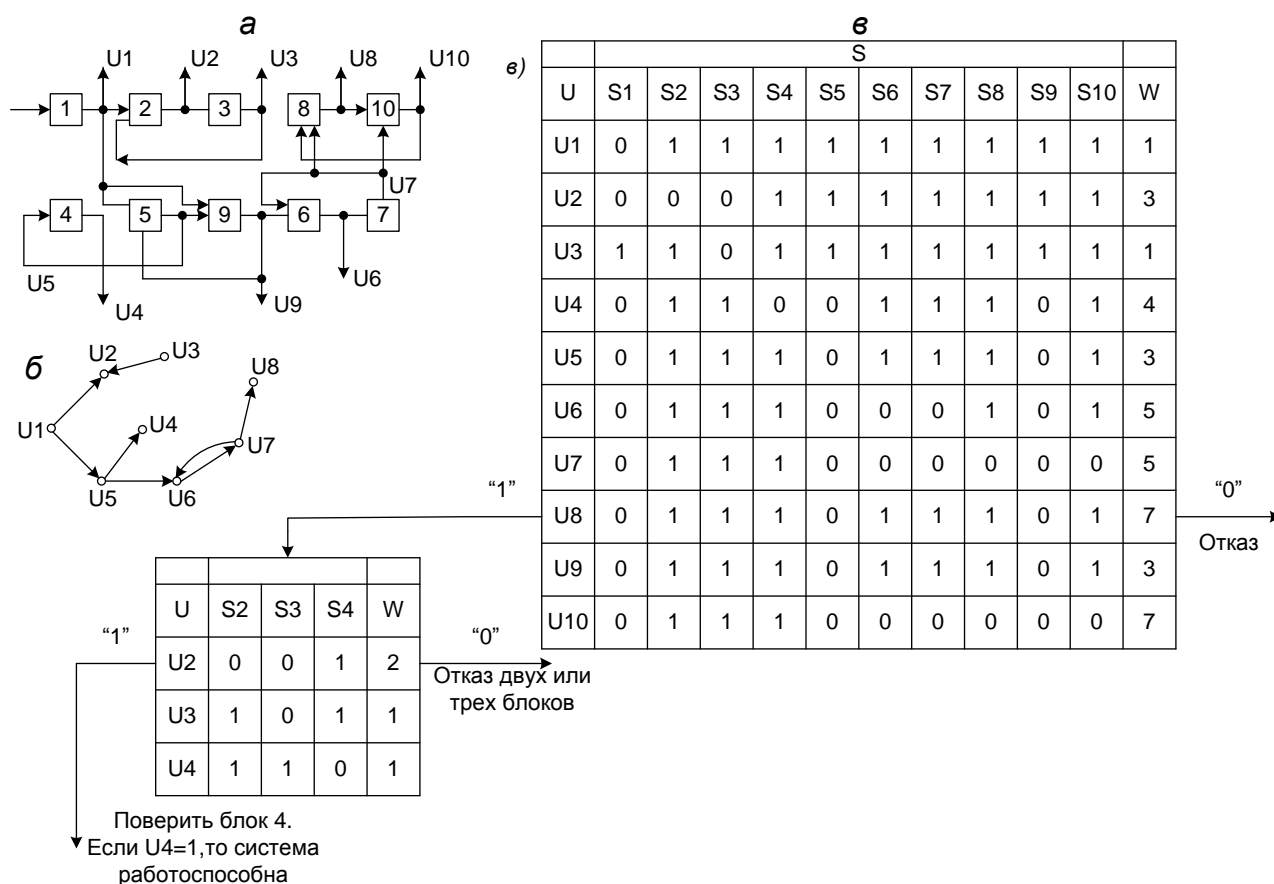 а
U1 U2 U3 U8 U10
1 2 3 8 10
U7
4 5 9 6 7
U5
U6
U4
U9
б
U2
U3
U8
U1
U4
U7
U5
U6
в
в)
S
U S1 S2 S3 S4 S5 S6 S7 S8 S9 S10 W
U1 0 1 1 1 1 1 1 1 1 1 1
U2 0 0 0 1 1 1 1 1 1 1 3
U3 1 1 0 1 1 1 1 1 1 1 1
U4 0 1 1 0 0 1 1 1 0 1 4
U5 0 1 1 1 0 1 1 1 0 1 3
U6 0 1 1 1 0 0 0 1 0 1 5
U7 0 1 1 1 0 0 0 0 0 0 5
U8 0 1 1 1 0 1 1 1 0 1 7
U9 0 1 1 1 0 1 1 1 0 1 3
U10 0 1 1 1 0 0 0 0 0 0 7
“1”
“0”
Отказ
U S2 S3 S4 W
U2 0 0 1 2
U3 1 0 1 1
U4 1 1 0 1
“1”
“0”
Отказ двух или
трех блоков
Поверить блок 4.
Если U4=1,то система
работоспособна